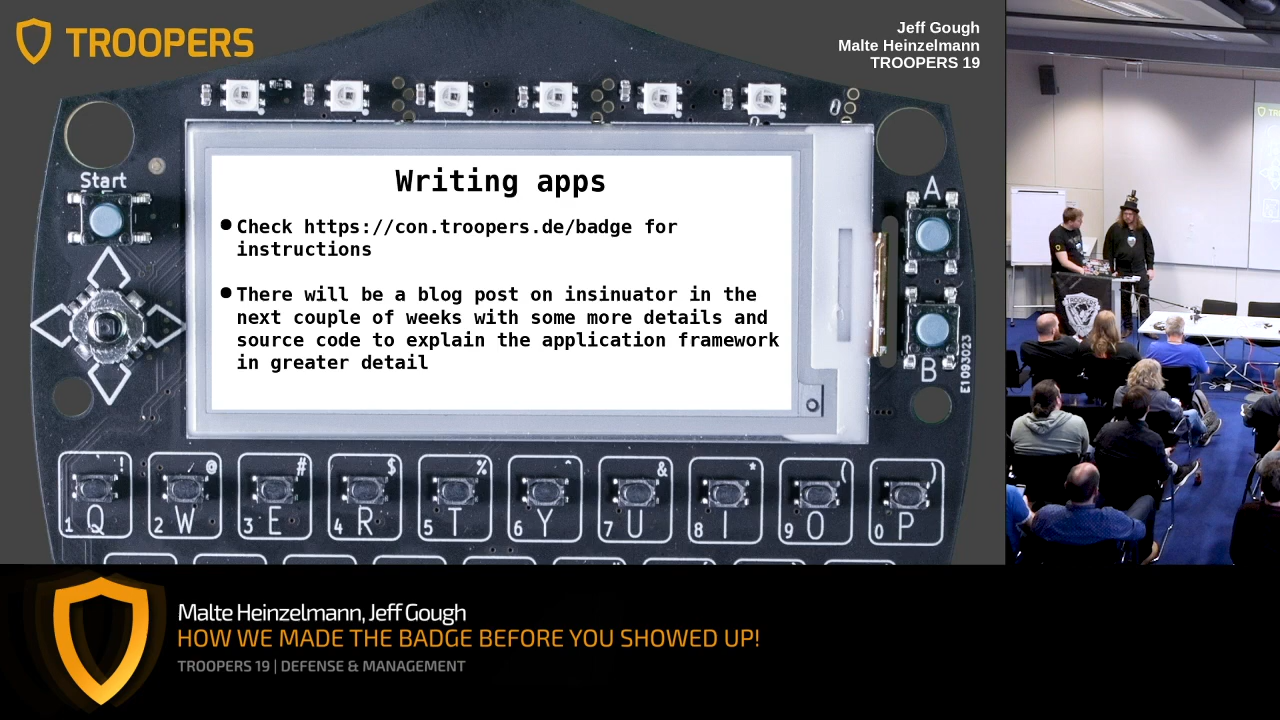 TROOPERS
Jeff Gough
Malte Heinzelmann
TROOPERS 19
Start
A
B
E1093023
Writing apps
Check https://con.troopers.de/badge for
instructions
There will be a blog post on insinuator in the
next couple of weeks with some more details and
source code to explain the application framework
in greater detail
! @ # $ % ^ & * ( )
1 Q 2 W 3 E 4 R 5 T 6 Y 7 U 8 I 9 O 0 P
TROOPERS
Malte Heinzelmann, Jeff Gough
HOW WE MADE THE BADGE BEFORE YOU SHOWED UP!
TROOPERS 19 | DEFENSE & MANAGEMENT